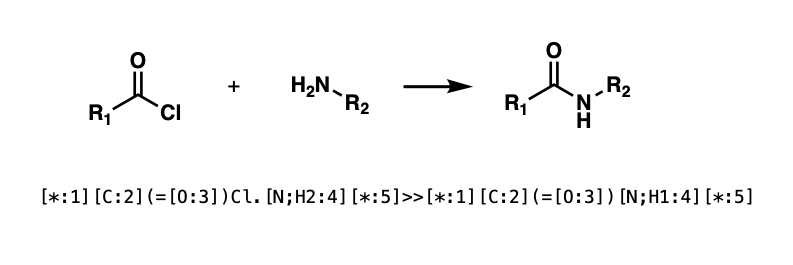 O O
R1 Cl + H2N R2 R1 N H R2
[*:1][C:2](=[O:3])Cl.[N;H2:4][*:5]>>[*:1][C:2](=[O:3])[N;H1:4][*:5]